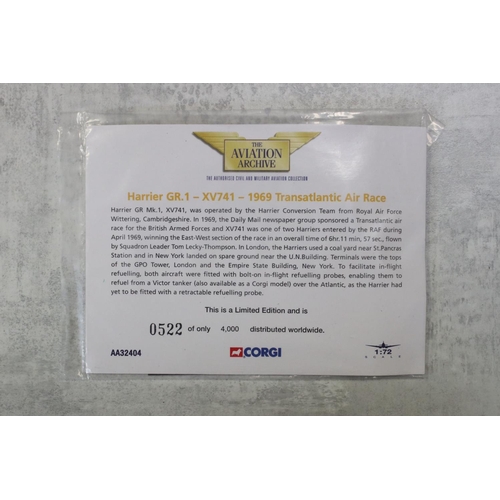 THE
AVIATION
ARCHIVE
THE AUTHORISED CIVIL AND MILITARY AVIATION COLLECTION
Harrier GR.1 – XV741 – 1969 Transatlantic Air Race
Harrier GR Mk.1, XV741, was operated by the Harrier Conversion Team from Royal Air Force
Wittering, Cambridgeshire. In 1969, the Daily Mail newspaper group sponsored a Transatlantic air
race for the British Armed Forces and XV741 was one of two Harriers entered by the RAF during
April 1969, winning the East-West section of the race in an overall time of 6hr.11 min, 57 sec., flown
by Squadron Leader Tom Lecky-Thompson. In London, the Harriers used a coal yard near St.Pancras
Station and in New York landed on spare ground near the U.N.Building. Terminals were the tops
of the GPO Tower, London and the Empire State Building, New York. To facilitate in-flight
refuelling, both aircraft were fitted with bolt-on in-flight refuelling probes, enabling them to
refuel from a Victor tanker (also available as a Corgi model) over the Atlantic, as the Harrier had
yet to be fitted with a retractable refuelling probe.
This is a Limited Edition and is
0522 of only 4,000 distributed worldwide.
AA32404 CORGI 1:72
SCALE